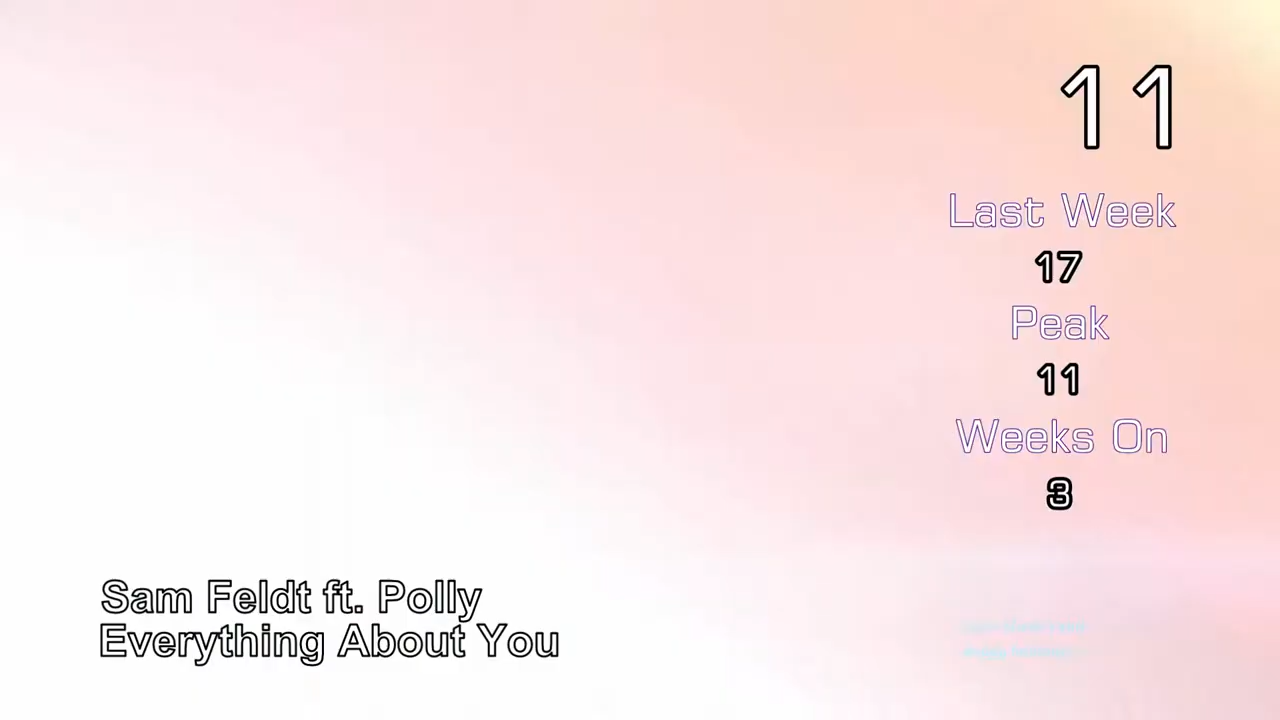 11
Last Week
17
Peak
11
Weeks On
3
Sam Feldt ft. Polly
Everything About You